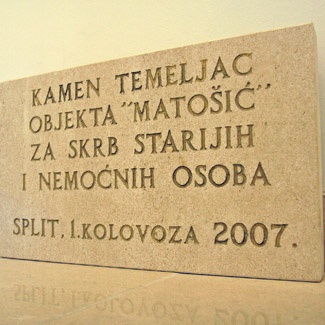 KAMEN TEMELJAC
OBJEKTA "MATOŠIĆ"
ZA SKRB STARIJIH
I NEMOĆNIH OSOBA
SPLIT, 1. KOLOVOZA 2007.